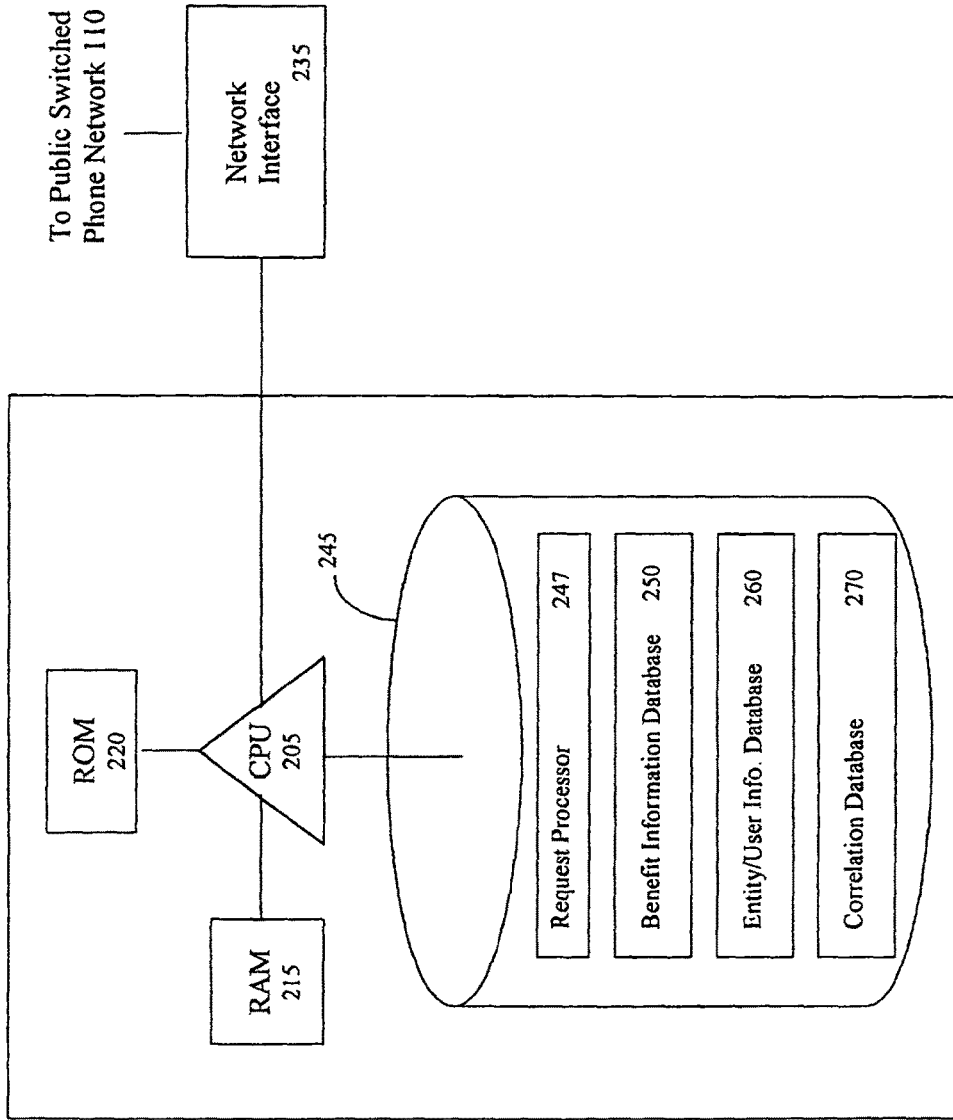 To Public Switched
Phone Network 110
Network
Interface
235
ROM
220
CPU
205
RAM
215
245
Request Processor 247
Benefit Information Database 250
Entity/User Info. Database 260
Correlation Database 270